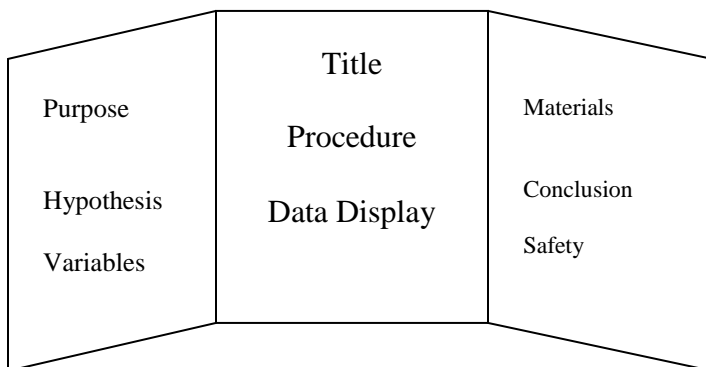 Purpose
Hypothesis
Variables
Title
Procedure
Data Display
Materials
Conclusion
Safety